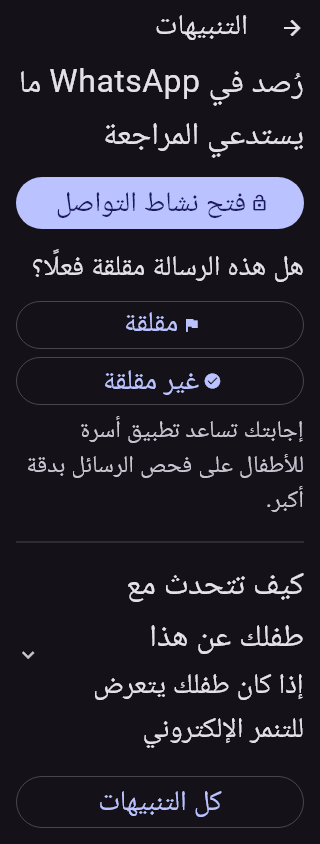 التنبيهات
رُصد في WhatsApp ما
يستدعي المراجعة
فتح نشاط التواصل
هل هذه الرسالة مقلقة فعلًا؟
مقلقة
غير مقلقة
إجابتك تساعد تطبيق أسرة
للأطفال على فحص الرسائل بدقة
أكبر.
كيف تتحدث مع
طفلك عن هذا
إذا كان طفلك يتعرض
للتنمر الإلكتروني
كل التنبيهات